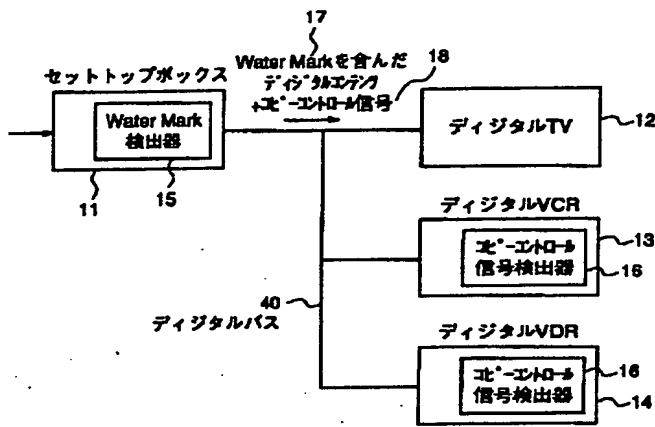 17
Water Markを含んだ
ディジタルコンテンツ
+コピーコントロール信号
18
セットトップボックス
Water Mark
検出器
11
15
ディジタルTV
12
ディジタルVCR
コピーコントロール
信号検出器
13
16
40
ディジタルバス
ディジタルVDR
コピーコントロール
信号検出器
16
14